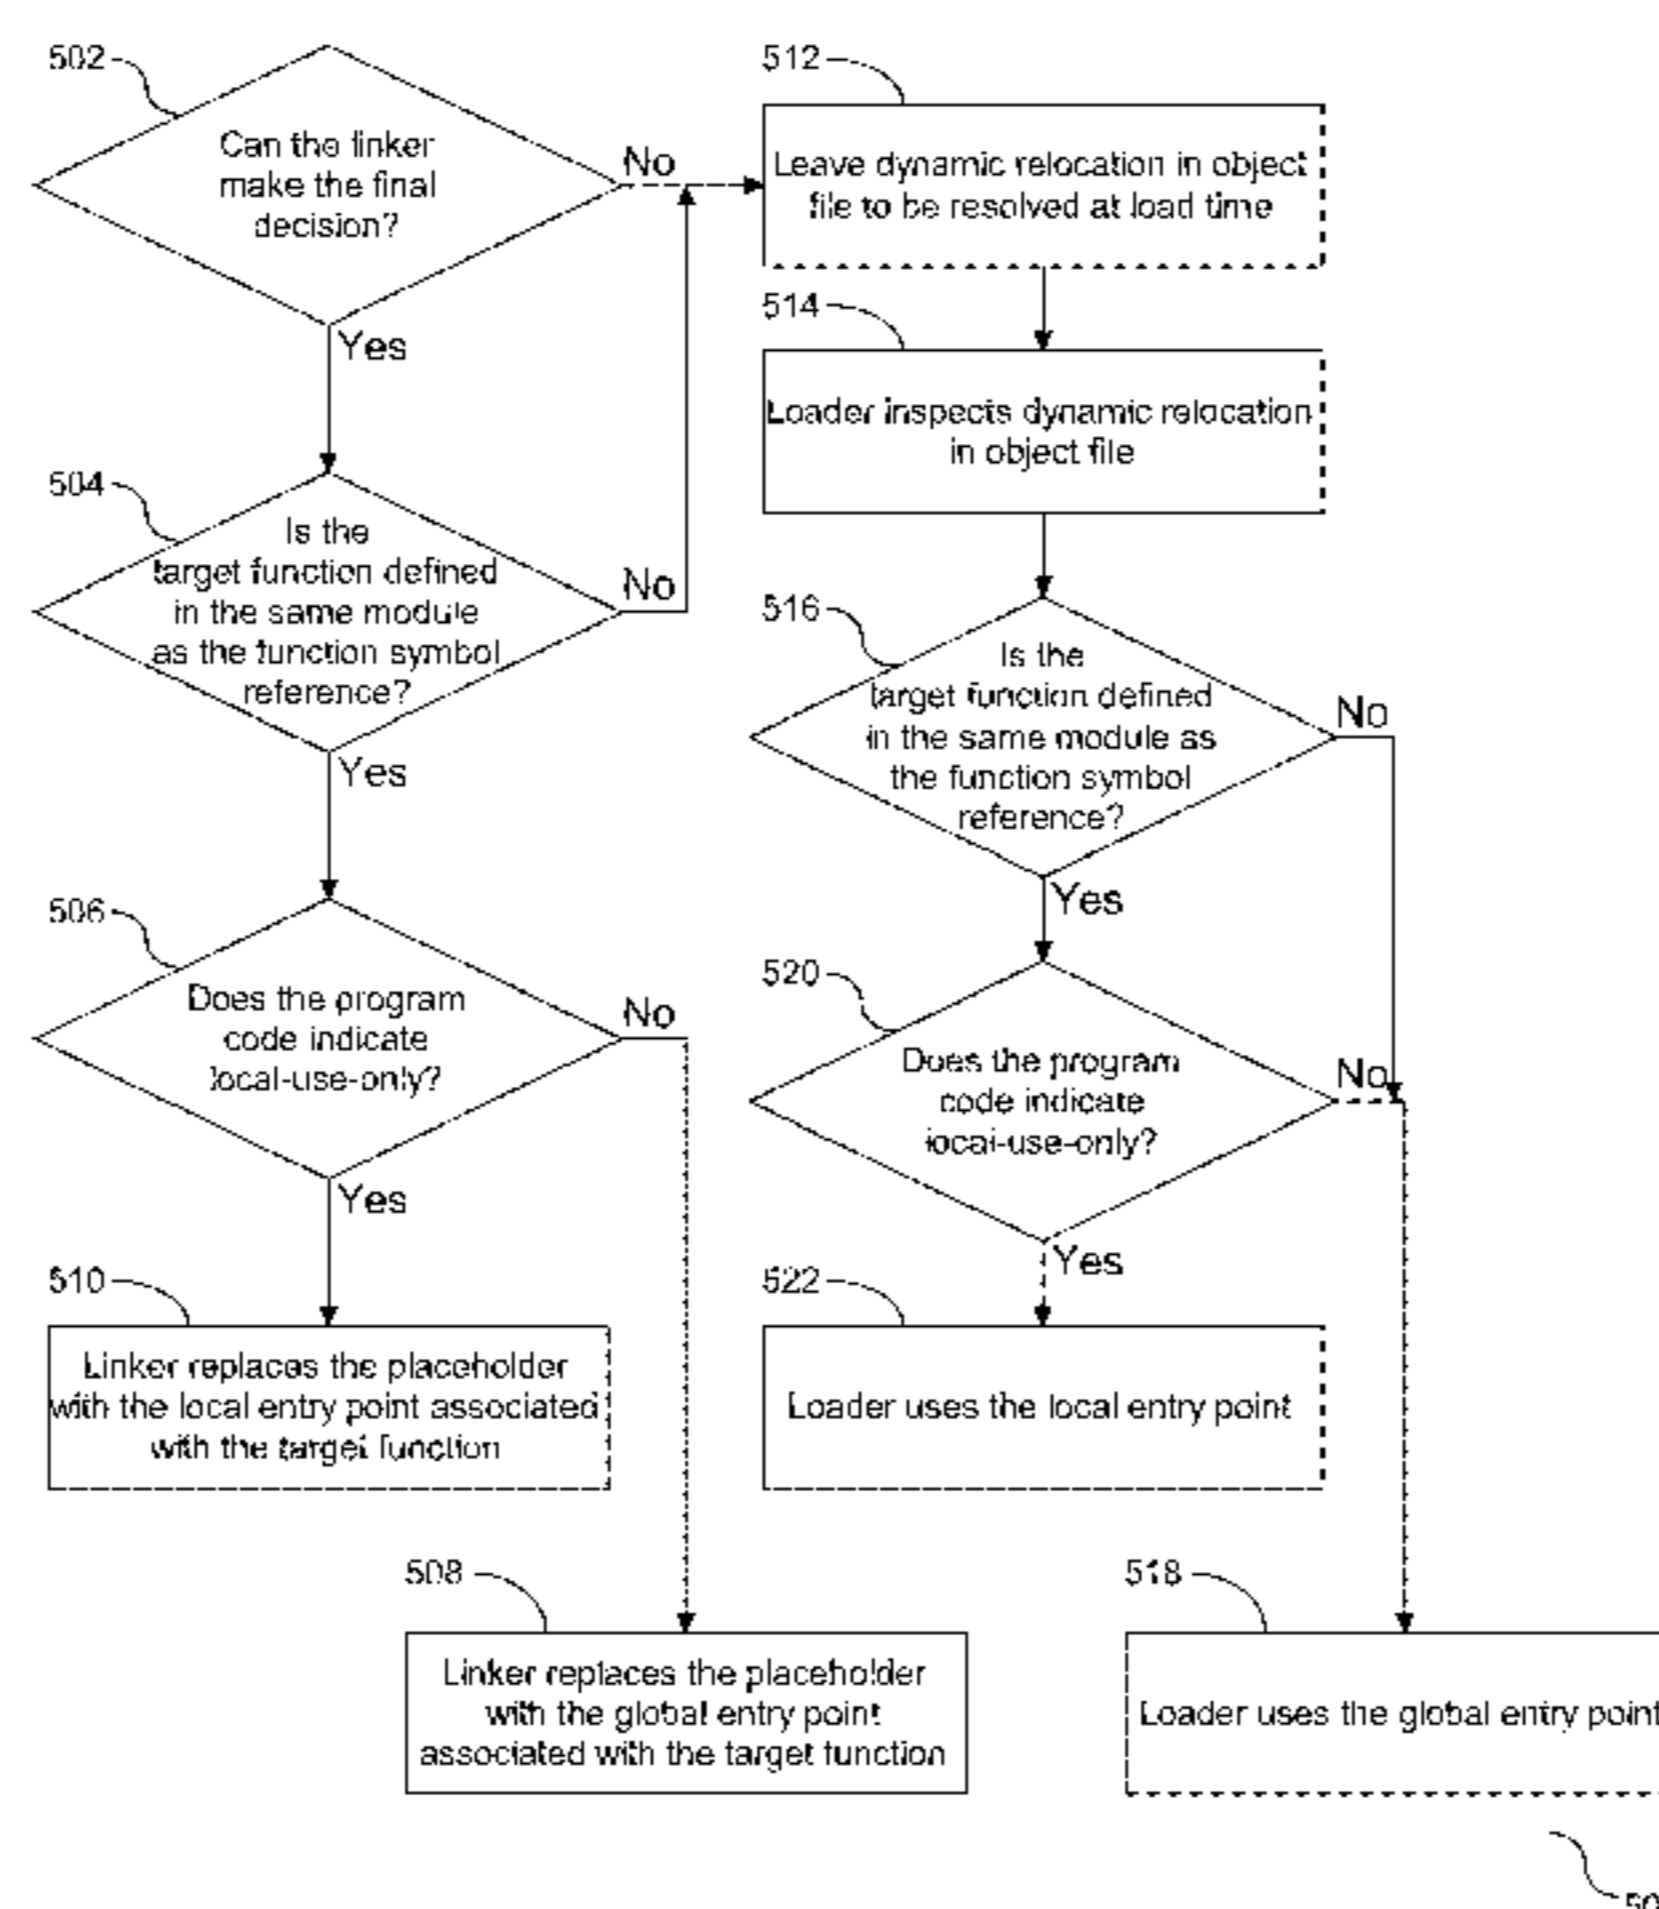 502
Can the linker
make the final
decision?
No
Yes
504
Is the
target function defined
in the same module
as the function symbol
reference?
No
Yes
506
Does the program
code indicate
local-use-only?
No
Yes
510
Linker replaces the placeholder
with the local entry point associated
with the target function
508
Linker replaces the placeholder
with the global entry point
associated with the target function
512
Leave dynamic relocation in object
file to be resolved at load time
514
Loader inspects dynamic relocation
in object file
516
Is the
target function defined
in the same module as
the function symbol
reference?
No
Yes
520
Does the program
code indicate
local-use-only?
No
Yes
522
Loader uses the local entry point
518
Loader uses the global entry point